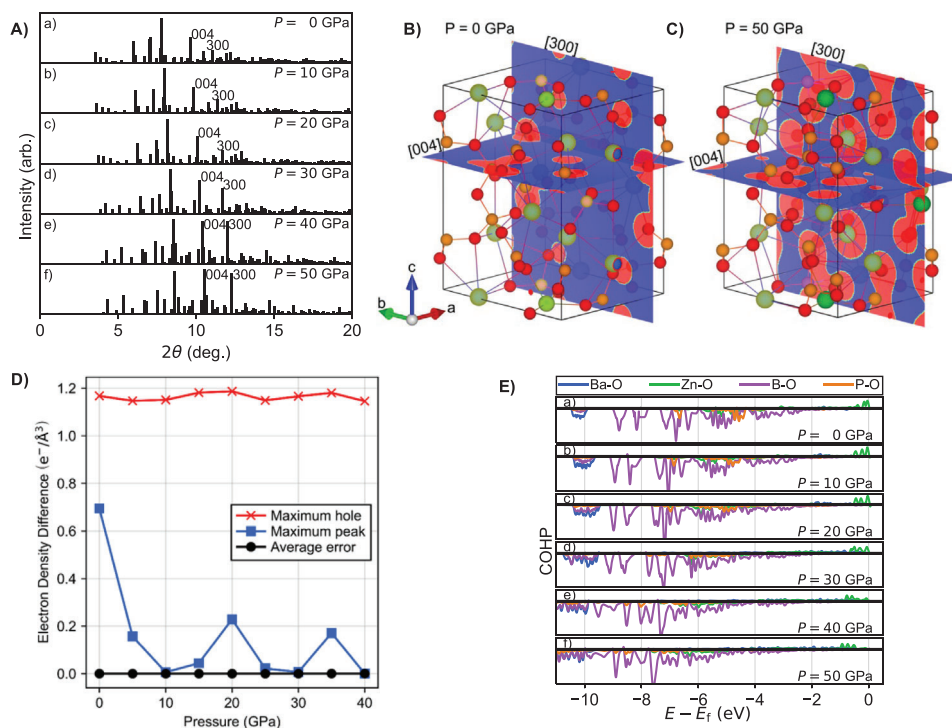 A)
Intensity (arb.)
a) P = 0 GPa
004
300
b) P = 10 GPa
004
300
c) P = 20 GPa
004
300
d) P = 30 GPa
004
300
e) P = 40 GPa
004 300
f) P = 50 GPa
004 300
0 5 10 15 20
2θ (deg.)
B) P = 0 GPa
[300]
[004]
c
b
a
C) P = 50 GPa
[300]
[004]
D)
Electron Density Difference (e⁻/Å³)
1.2
1.0
0.8
0.6
0.4
0.2
0.0
Maximum hole
Maximum peak
Average error
0 5 10 15 20 25 30 35 40
Pressure (GPa)
E)
Ba-O Zn-O B-O P-O
COHP
a)
P = 0 GPa
b)
P = 10 GPa
c)
P = 20 GPa
d)
P = 30 GPa
e)
P = 40 GPa
f)
P = 50 GPa
−10 −8 −6 −4 −2 0
E − Ef (eV)